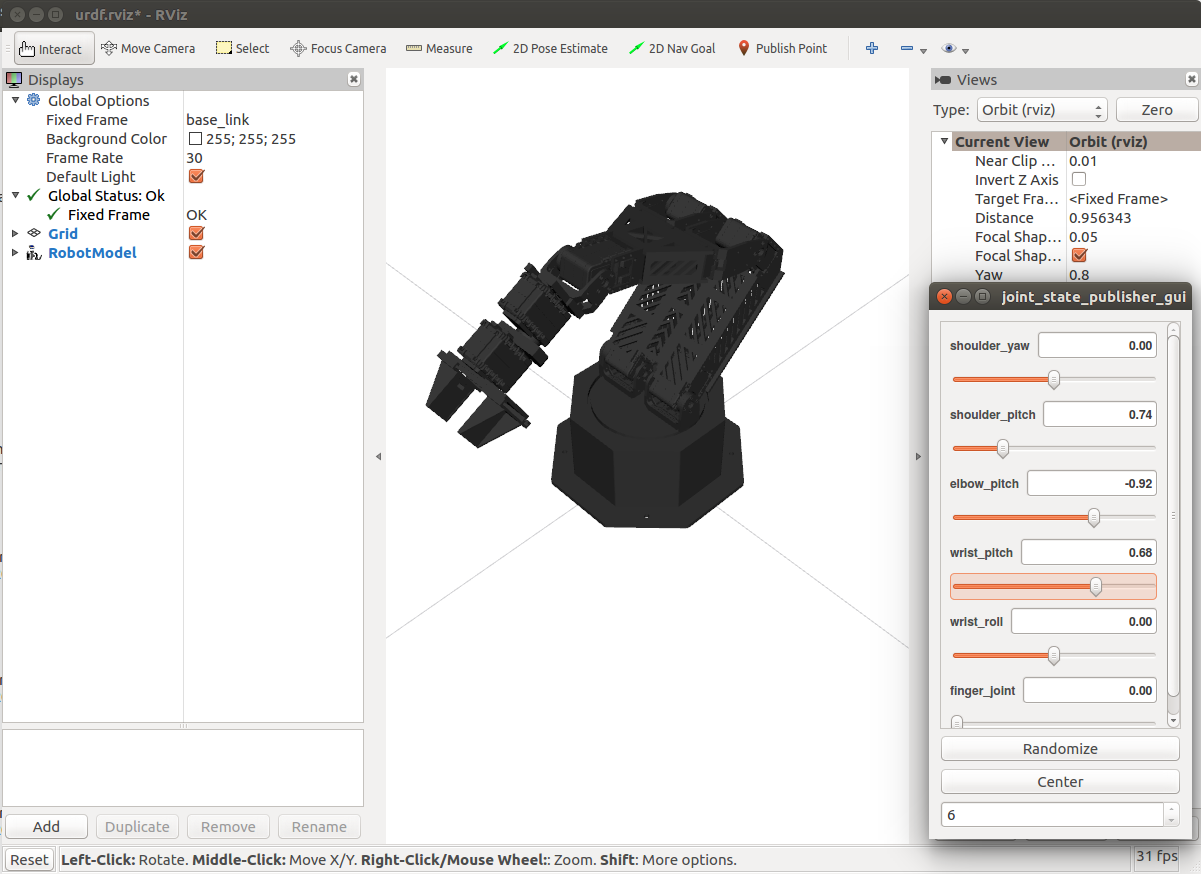 urdf.rviz* - RViz
Interact Move Camera Select Focus Camera Measure 2D Pose Estimate 2D Nav Goal Publish Point
Displays
Global Options
Fixed Frame base_link
Background Color 255; 255; 255
Frame Rate 30
Default Light
Global Status: Ok
Fixed Frame OK
Grid
RobotModel
Add Duplicate Remove Rename
Views
Type: Orbit (rviz) Zero
Current View Orbit (rviz)
Near Clip ... 0.01
Invert Z Axis
Target Fra... <Fixed Frame>
Distance 0.956343
Focal Shap... 0.05
Focal Shap...
Yaw 0.8
joint_state_publisher_gui
shoulder_yaw 0.00
shoulder_pitch 0.74
elbow_pitch -0.92
wrist_pitch 0.68
wrist_roll 0.00
finger_joint 0.00
Randomize
Center
6
Reset Left-Click: Rotate. Middle-Click: Move X/Y. Right-Click/Mouse Wheel:: Zoom. Shift: More options. 31 fps